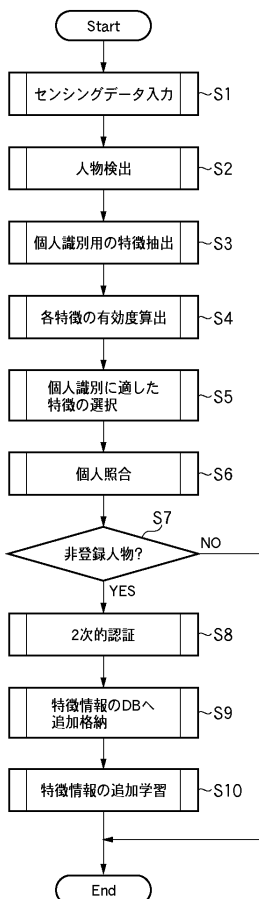 Start
センシングデータ入力
S1
人物検出
S2
個人識別用の特徴抽出
S3
各特徴の有効度算出
S4
個人識別に適した
特徴の選択
S5
個人照合
S6
S7
非登録人物?
NO
YES
2次的認証
S8
特徴情報のDBへ
追加格納
S9
特徴情報の追加学習
S10
End